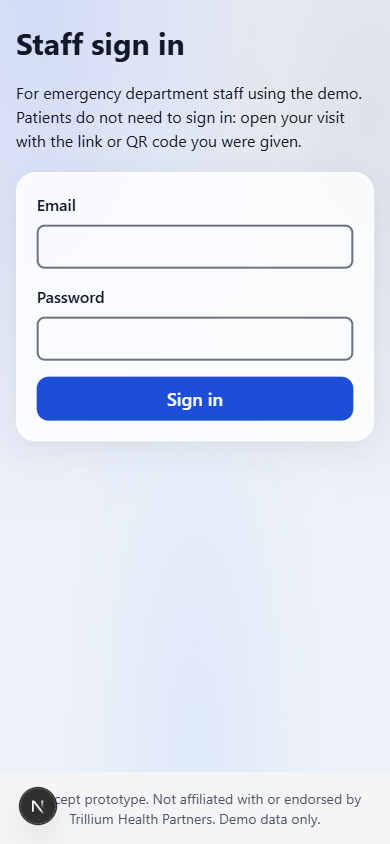 Staff sign in
For emergency department staff using the demo.
Patients do not need to sign in: open your visit
with the link or QR code you were given.
Email
Password
Sign in
prototype. Not affiliated with or endorsed by
Trillium Health Partners. Demo data only.
N